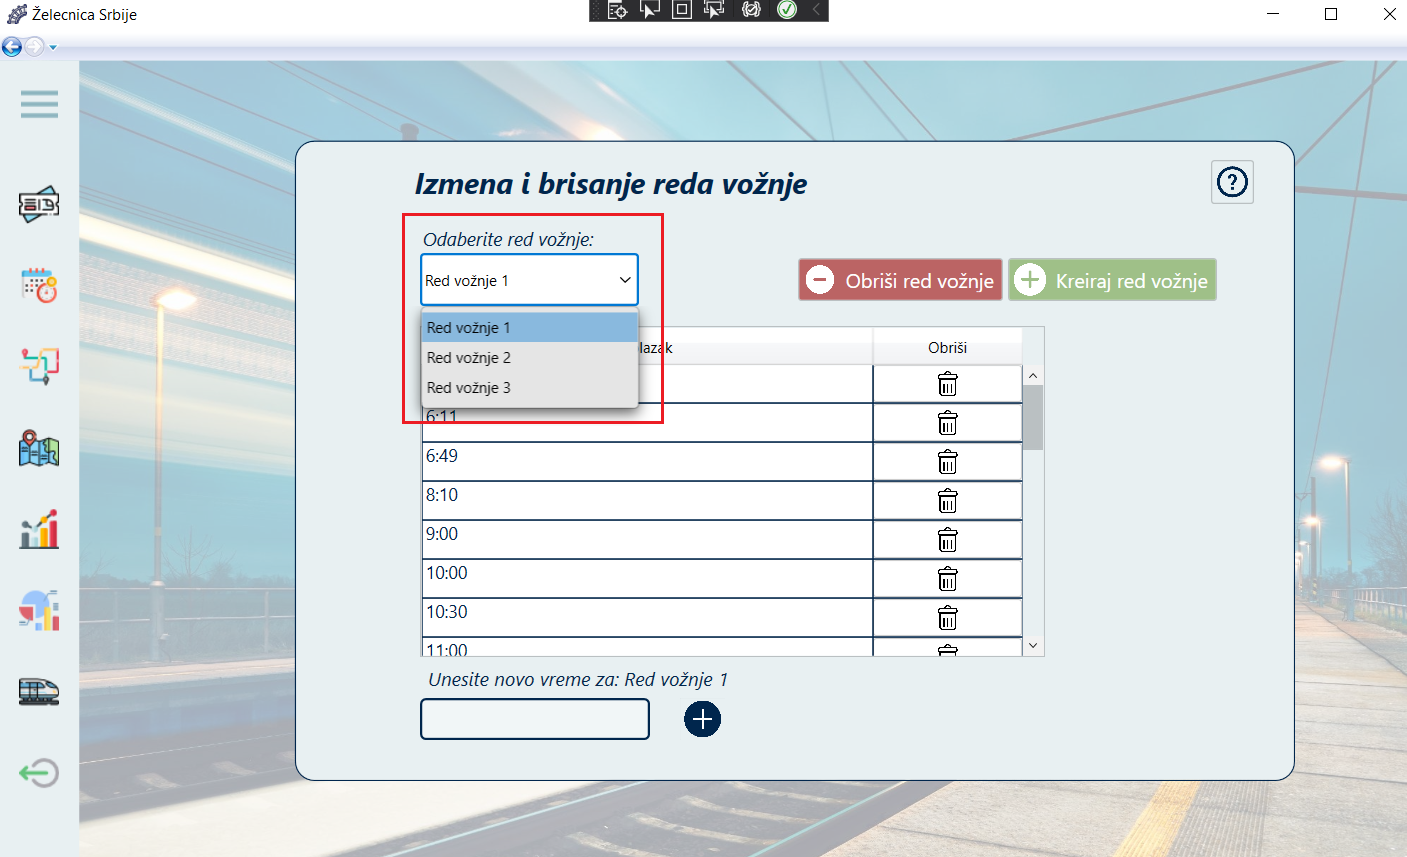 Želecnica Srbije
Izmena i brisanje reda vožnje
?
Odaberite red vožnje:
Red vožnje 1
Obriši red vožnje
Kreiraj red vožnje
Red vožnje 1
Red vožnje 2
Red vožnje 3
lazak
Obriši
6:11
6:49
8:10
9:00
10:00
10:30
11:00
Unesite novo vreme za: Red vožnje 1